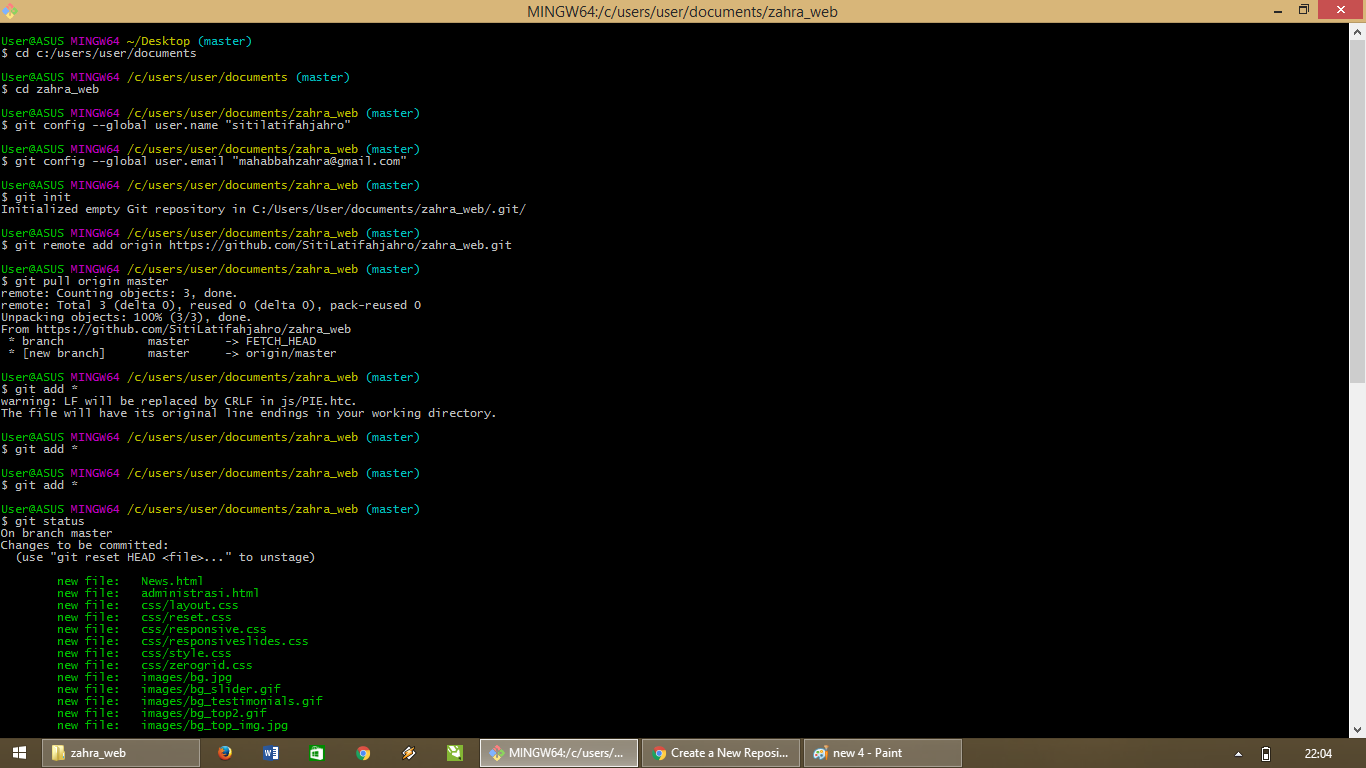 MINGW64:/c/users/user/documents/zahra_web
User@ASUS MINGW64 ~/Desktop (master)
$ cd c:/users/user/documents
User@ASUS MINGW64 /c/users/user/documents (master)
$ cd zahra_web
User@ASUS MINGW64 /c/users/user/documents/zahra_web (master)
$ git config --global user.name "sitilatifahjahro"
User@ASUS MINGW64 /c/users/user/documents/zahra_web (master)
$ git config --global user.email "mahabbahzahra@gmail.com"
User@ASUS MINGW64 /c/users/user/documents/zahra_web (master)
$ git init
Initialized empty Git repository in C:/Users/User/documents/zahra_web/.git/
User@ASUS MINGW64 /c/users/user/documents/zahra_web (master)
$ git remote add origin https://github.com/SitiLatifahjahro/zahra_web.git
User@ASUS MINGW64 /c/users/user/documents/zahra_web (master)
$ git pull origin master
remote: Counting objects: 3, done.
remote: Total 3 (delta 0), reused 0 (delta 0), pack-reused 0
Unpacking objects: 100% (3/3), done.
From https://github.com/SitiLatifahjahro/zahra_web
 * branch            master     -> FETCH_HEAD
 * [new branch]      master     -> origin/master
User@ASUS MINGW64 /c/users/user/documents/zahra_web (master)
$ git add *
warning: LF will be replaced by CRLF in js/PIE.htc.
The file will have its original line endings in your working directory.
User@ASUS MINGW64 /c/users/user/documents/zahra_web (master)
$ git add *
User@ASUS MINGW64 /c/users/user/documents/zahra_web (master)
$ git add *
User@ASUS MINGW64 /c/users/user/documents/zahra_web (master)
$ git status
On branch master
Changes to be committed:
  (use "git reset HEAD <file>..." to unstage)
        new file:   News.html
        new file:   administrasi.html
        new file:   css/layout.css
        new file:   css/reset.css
        new file:   css/responsive.css
        new file:   css/responsiveslides.css
        new file:   css/style.css
        new file:   css/zerogrid.css
        new file:   images/bg.jpg
        new file:   images/bg_slider.gif
        new file:   images/bg_testimonials.gif
        new file:   images/bg_top2.gif
        new file:   images/bg_top_img.jpg
zahra_web
MINGW64:/c/users/...
Create a New Reposi...
new 4 - Paint
22:04